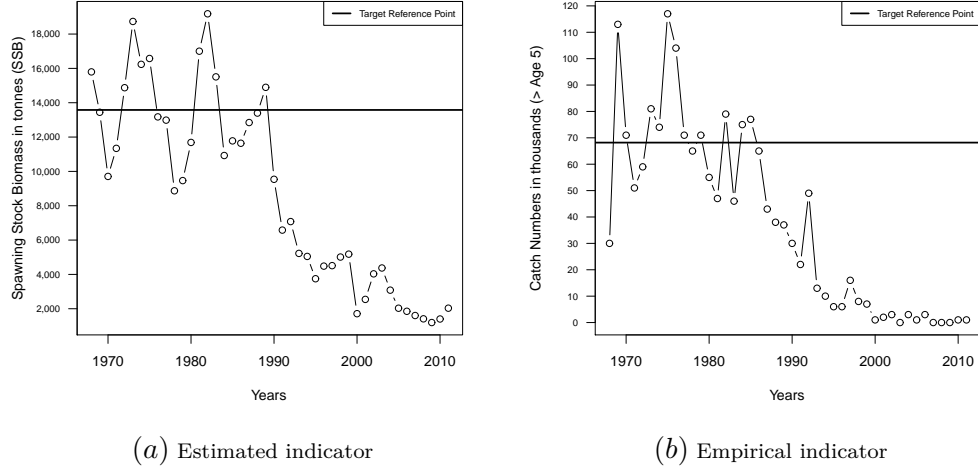 Target Reference Point
18,000
16,000
14,000
12,000
10,000
8,000
6,000
4,000
2,000
Spawning Stock Biomass in tonnes (SSB)
1970 1980 1990 2000 2010
Years
(a) Estimated indicator
Target Reference Point
120
110
100
90
80
70
60
50
40
30
20
10
0
Catch Numbers in thousands (> Age 5)
1970 1980 1990 2000 2010
Years
(b) Empirical indicator